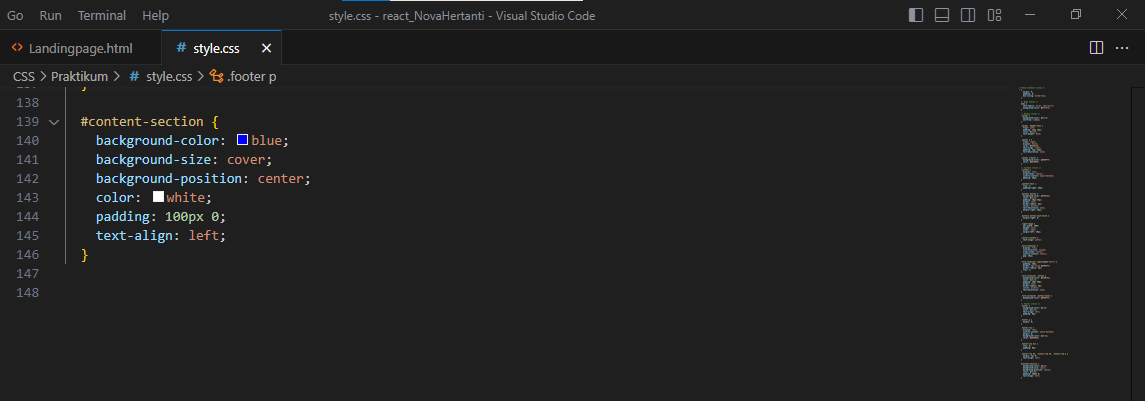 Go Run Terminal Help style.css - react_NovaHertanti - Visual Studio Code
<> Landingpage.html # style.css ×
CSS > Praktikum > # style.css > .footer p
138
139 #content-section {
140 background-color: blue;
141 background-size: cover;
142 background-position: center;
143 color: white;
144 padding: 100px 0;
145 text-align: left;
146 }
147
148